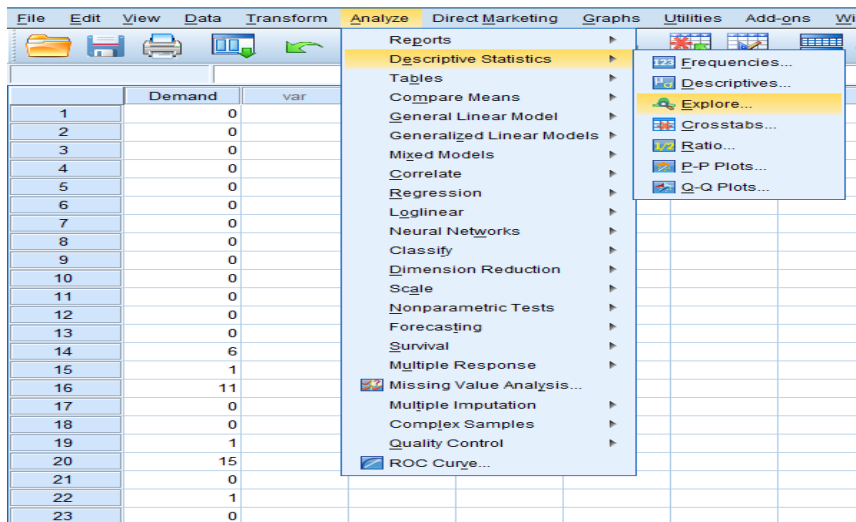 File Edit View Data Transform Analyze Direct Marketing Graphs Utilities Add-ons Wi
Reports
Descriptive Statistics
Tables
Compare Means
General Linear Model
Generalized Linear Models
Mixed Models
Correlate
Regression
Loglinear
Neural Networks
Classify
Dimension Reduction
Scale
Nonparametric Tests
Forecasting
Survival
Multiple Response
Missing Value Analysis...
Multiple Imputation
Complex Samples
Quality Control
ROC Curve...
123 Frequencies...
Descriptives...
Explore...
Crosstabs...
1/2 Ratio...
P-P Plots...
Q-Q Plots...
Demand var
1 0
2 0
3 0
4 0
5 0
6 0
7 0
8 0
9 0
10 0
11 0
12 0
13 0
14 6
15 1
16 11
17 0
18 0
19 1
20 15
21 0
22 1
23 0